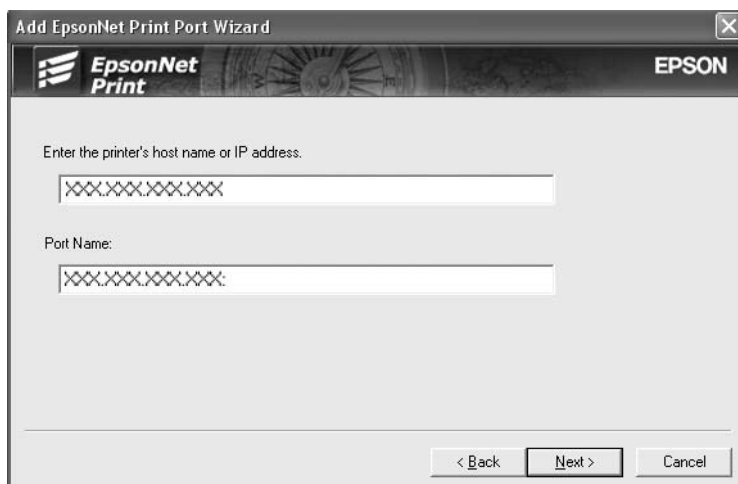 Add EpsonNet Print Port Wizard
EpsonNet
Print
EPSON
Enter the printer's host name or IP address.
XXX.XXX.XXX.XXX
Port Name:
XXX.XXX.XXX.XXX:
< Back
Next >
Cancel